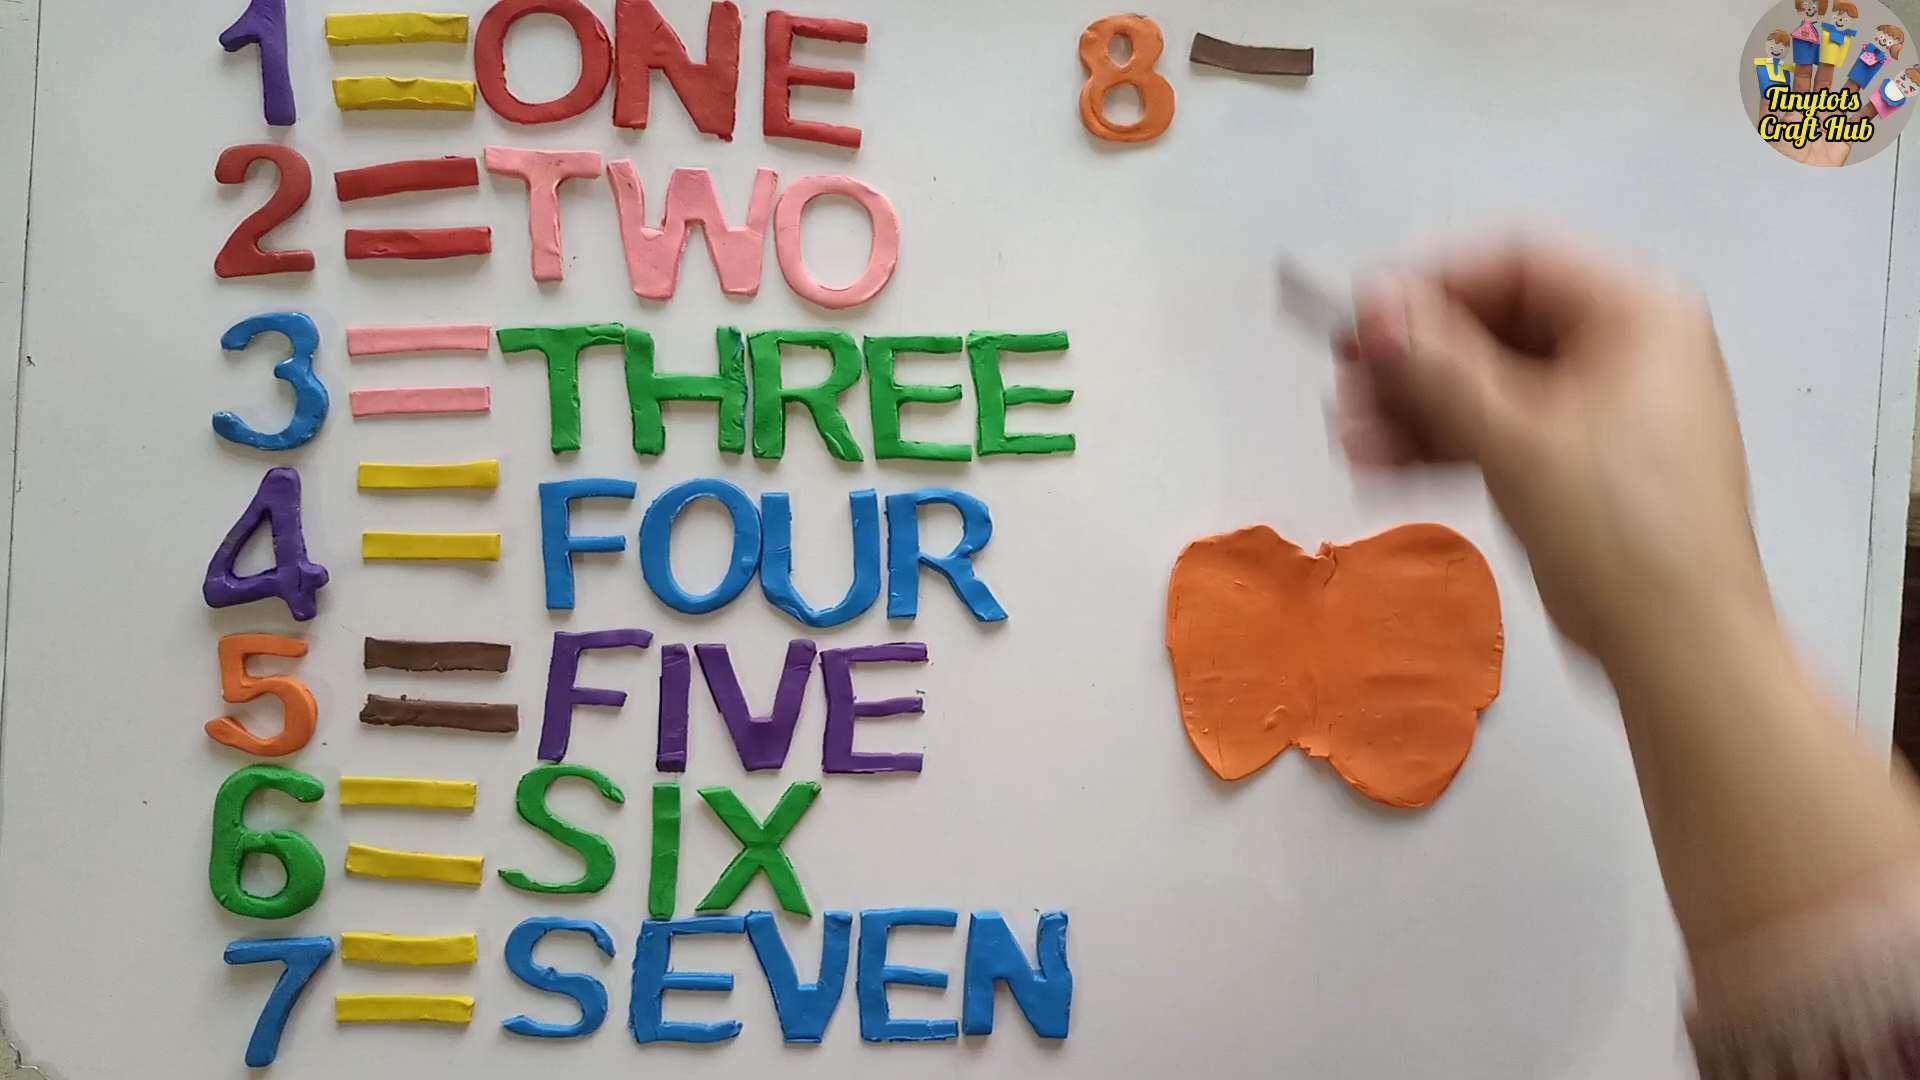 1=ONE
2=TWO
3=THREE
4=FOUR
5=FIVE
6=SIX
7=SEVEN
8-
Tinytots
Craft Hub